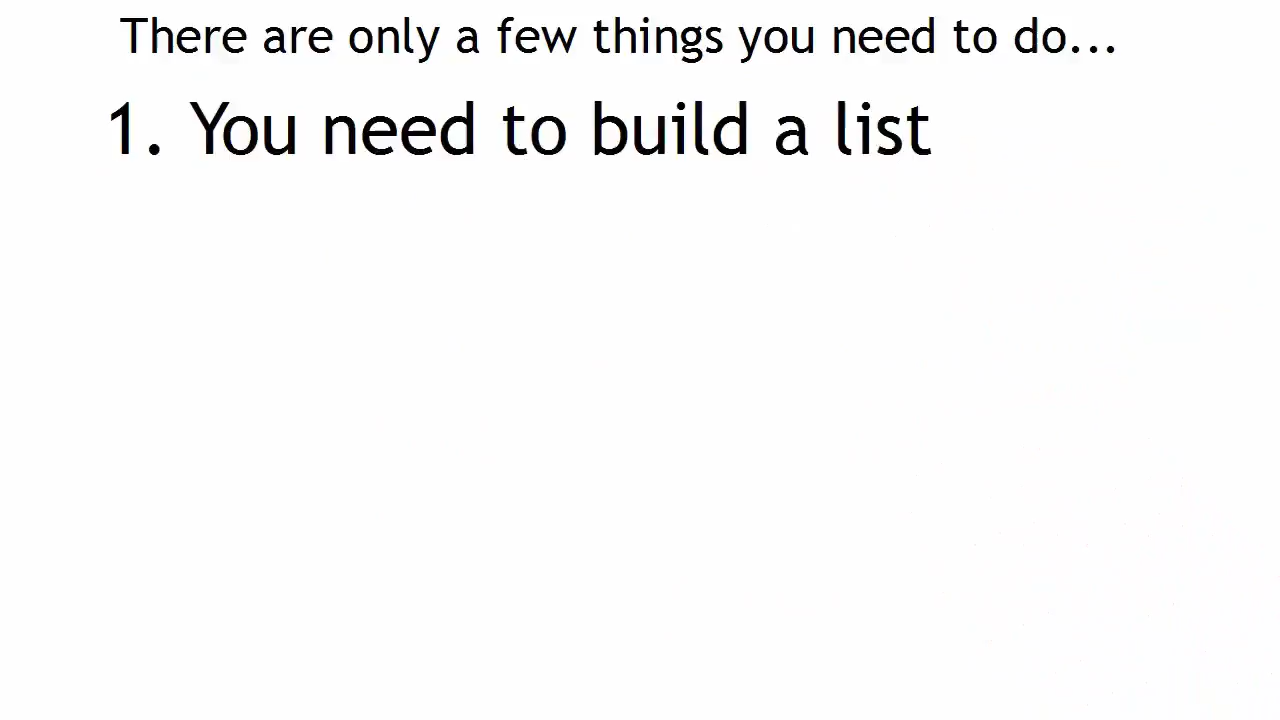 There are only a few things you need to do...
1. You need to build a list